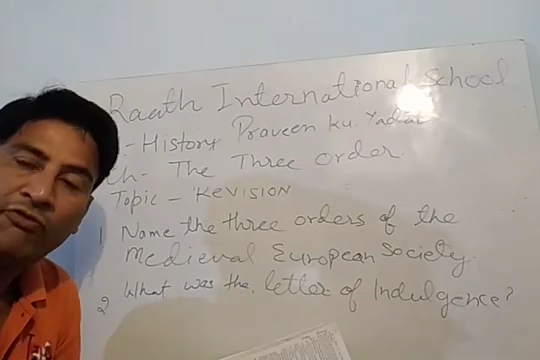 Raath International School
:- History Praveen Ku. Yadav
Ch- The Three Order.
Topic - Revision
1 Name the three orders of the
Medieval European Society.
2 What was the letter of Indulgence?